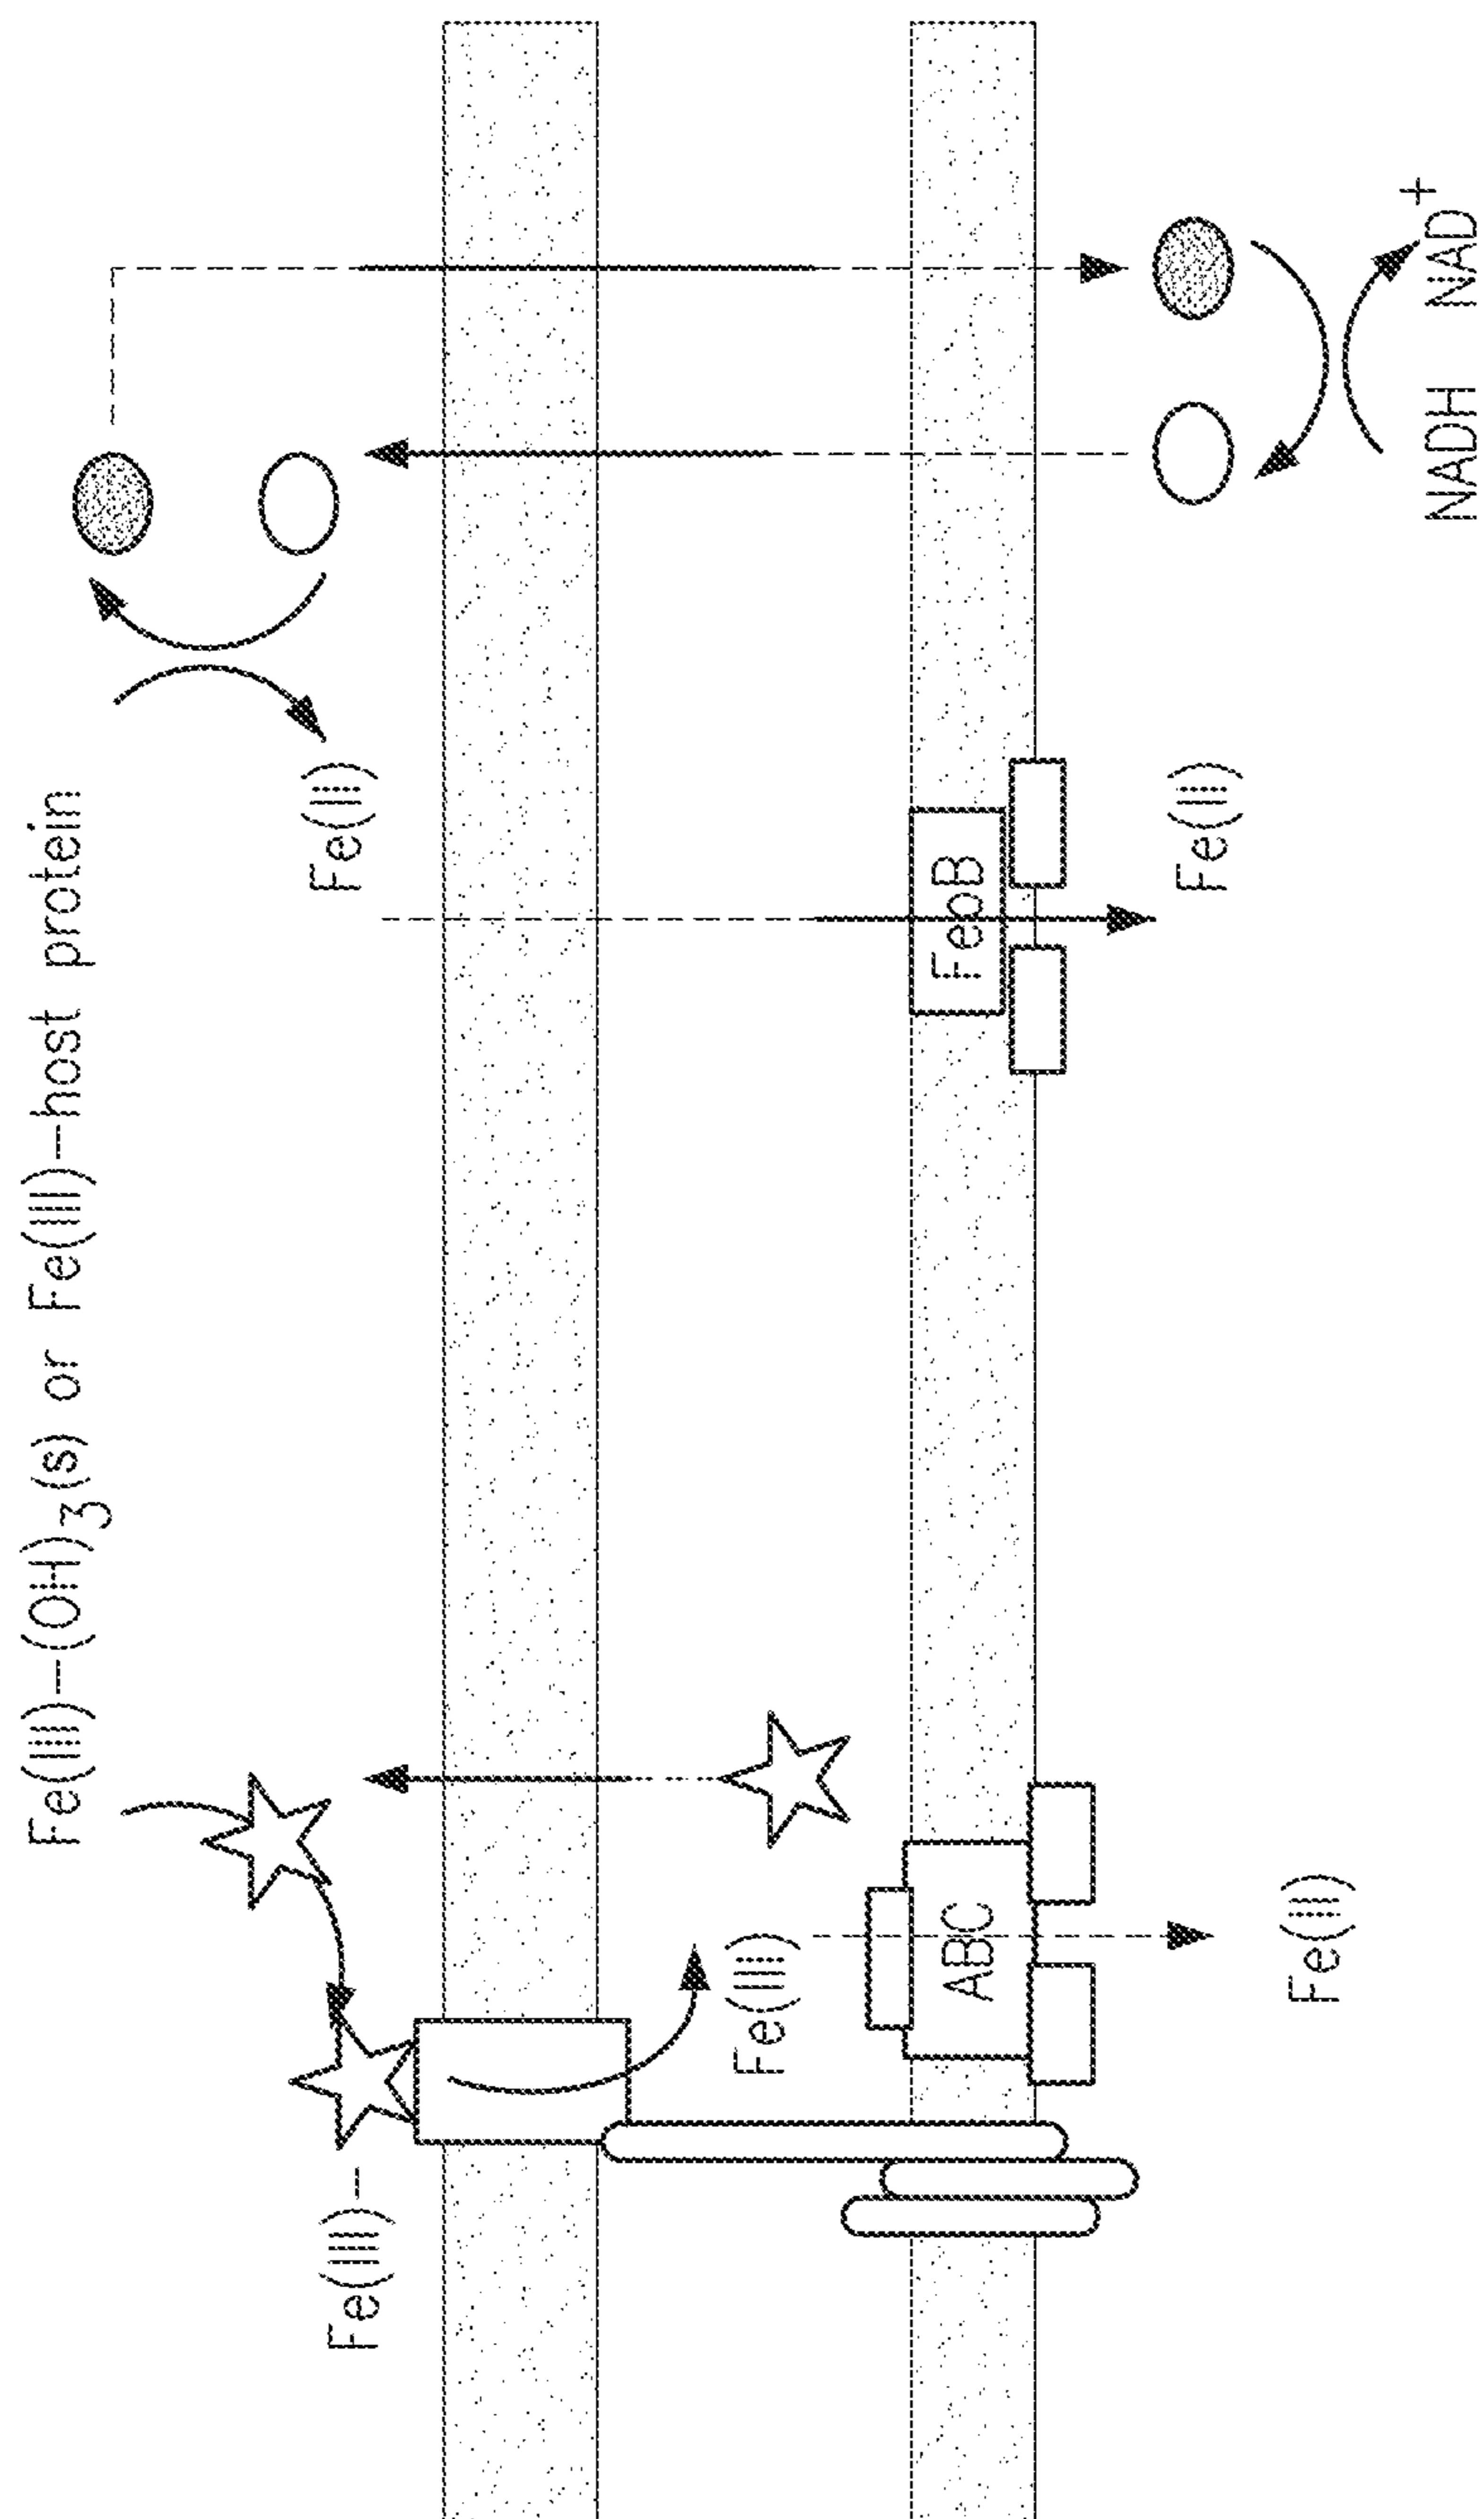 Fe(III)–(OH)₃(s) or Fe(III)–host protein
Fe(III)–
Fe(II)
Fe(III)
ABC
FeoB
Fe(II)
Fe(II)
NADH NAD⁺